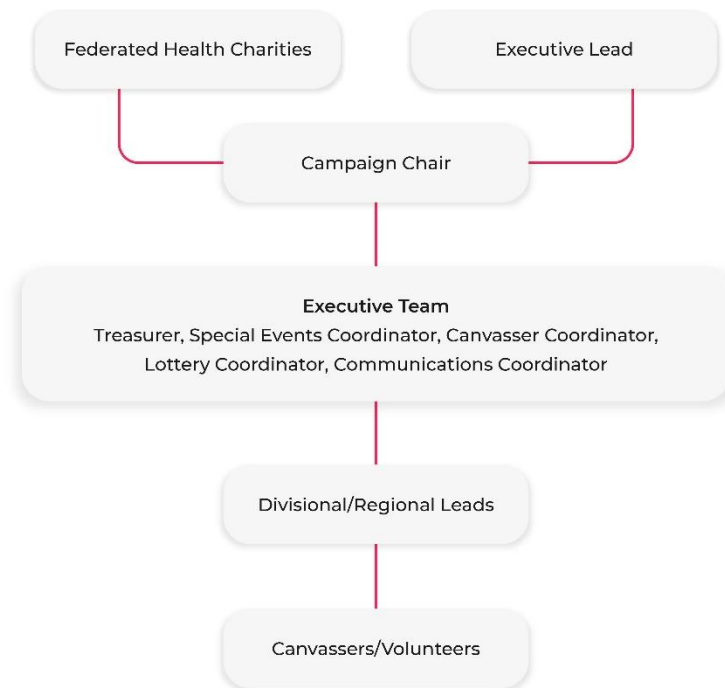 Federated Health Charities
Executive Lead
Campaign Chair
Executive Team
Treasurer, Special Events Coordinator, Canvasser Coordinator,
Lottery Coordinator, Communications Coordinator
Divisional/Regional Leads
Canvassers/Volunteers